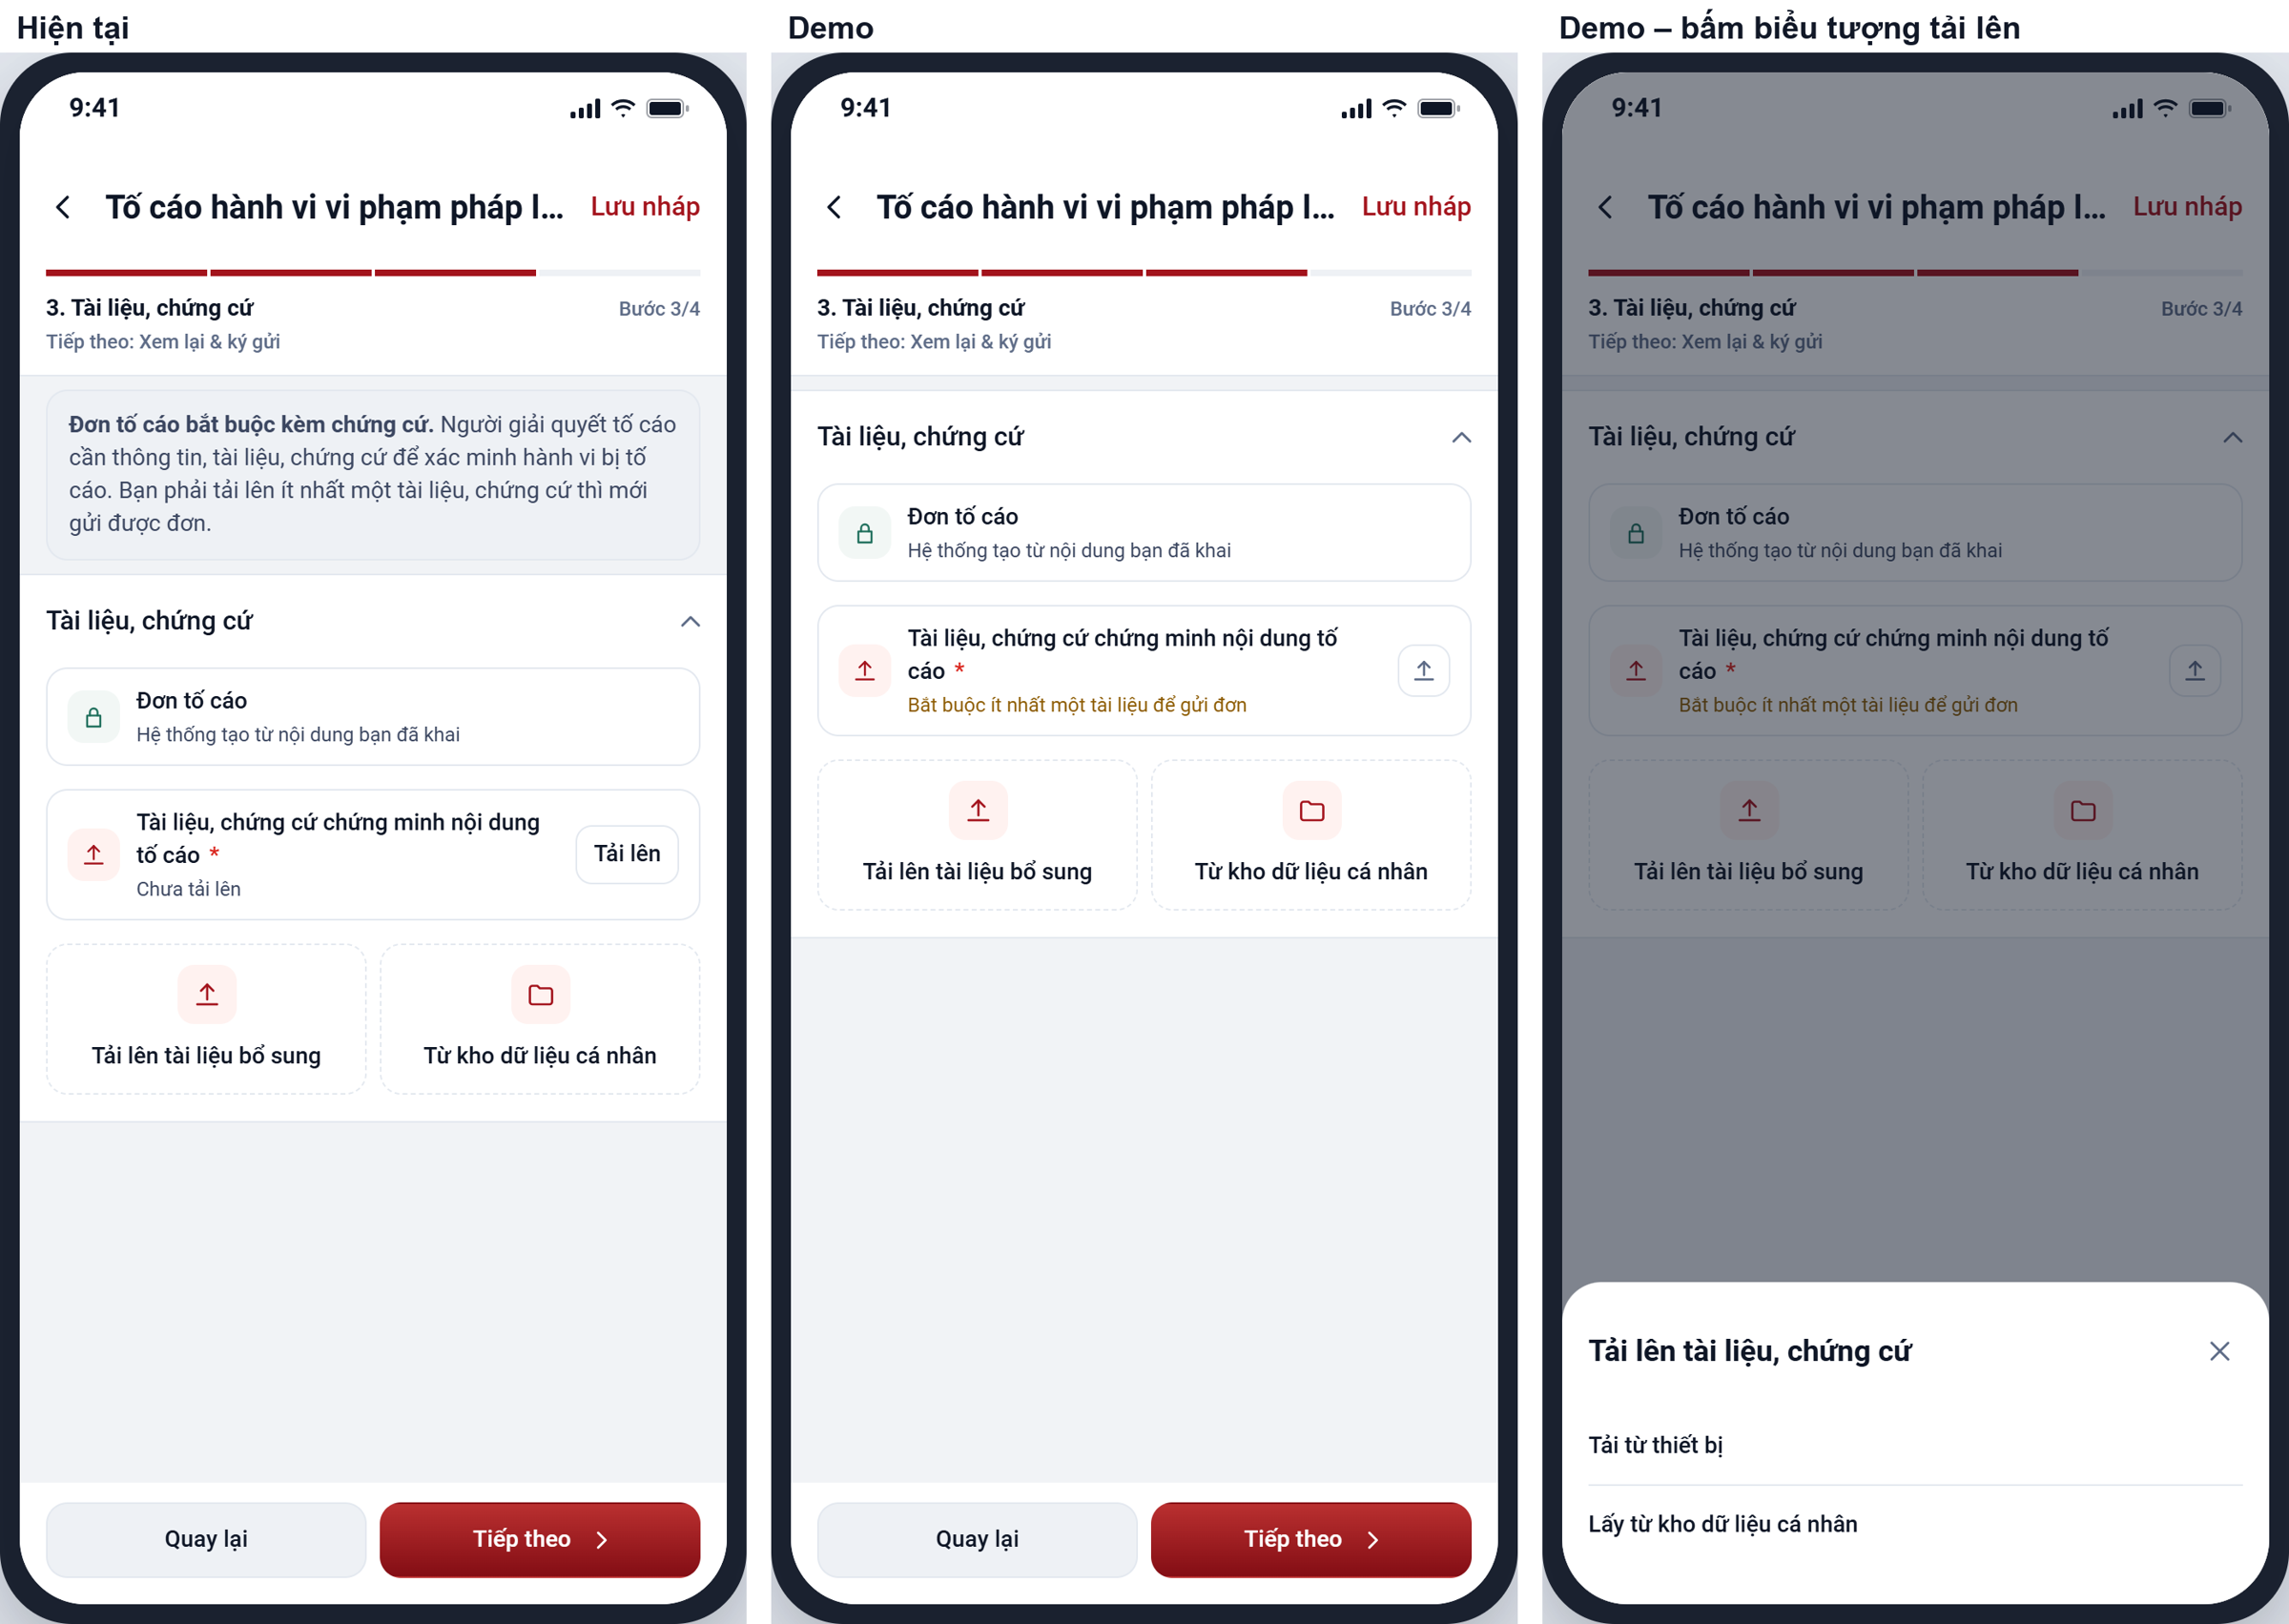 Hiện tại
9:41
Tố cáo hành vi vi phạm pháp l...
Lưu nháp
3. Tài liệu, chứng cứ
Bước 3/4
Tiếp theo: Xem lại & ký gửi
Đơn tố cáo bắt buộc kèm chứng cứ. Người giải quyết tố cáo
cần thông tin, tài liệu, chứng cứ để xác minh hành vi bị tố
cáo. Bạn phải tải lên ít nhất một tài liệu, chứng cứ thì mới
gửi được đơn.
Tài liệu, chứng cứ
Đơn tố cáo
Hệ thống tạo từ nội dung bạn đã khai
Tài liệu, chứng cứ chứng minh nội dung
tố cáo *
Chưa tải lên
Tải lên
Tải lên tài liệu bổ sung
Từ kho dữ liệu cá nhân
Quay lại
Tiếp theo
Demo
9:41
Tố cáo hành vi vi phạm pháp l...
Lưu nháp
3. Tài liệu, chứng cứ
Bước 3/4
Tiếp theo: Xem lại & ký gửi
Tài liệu, chứng cứ
Đơn tố cáo
Hệ thống tạo từ nội dung bạn đã khai
Tài liệu, chứng cứ chứng minh nội dung tố
cáo *
Bắt buộc ít nhất một tài liệu để gửi đơn
Tải lên tài liệu bổ sung
Từ kho dữ liệu cá nhân
Quay lại
Tiếp theo
Demo – bấm biểu tượng tải lên
9:41
Tố cáo hành vi vi phạm pháp l...
Lưu nháp
3. Tài liệu, chứng cứ
Bước 3/4
Tiếp theo: Xem lại & ký gửi
Tài liệu, chứng cứ
Đơn tố cáo
Hệ thống tạo từ nội dung bạn đã khai
Tài liệu, chứng cứ chứng minh nội dung tố
cáo *
Bắt buộc ít nhất một tài liệu để gửi đơn
Tải lên tài liệu bổ sung
Từ kho dữ liệu cá nhân
Tải lên tài liệu, chứng cứ
Tải từ thiết bị
Lấy từ kho dữ liệu cá nhân